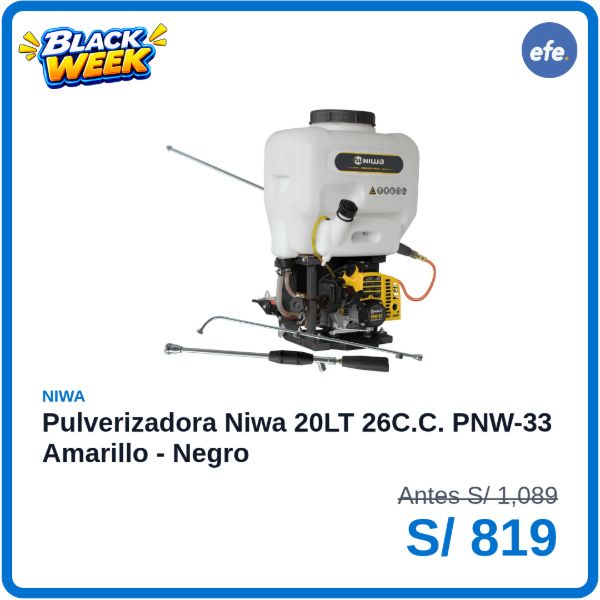 BLACK
WEEK
efe.
NIWA
NIWA
Pulverizadora Niwa 20LT 26C.C. PNW-33
Amarillo - Negro
Antes S/ 1,089
S/ 819